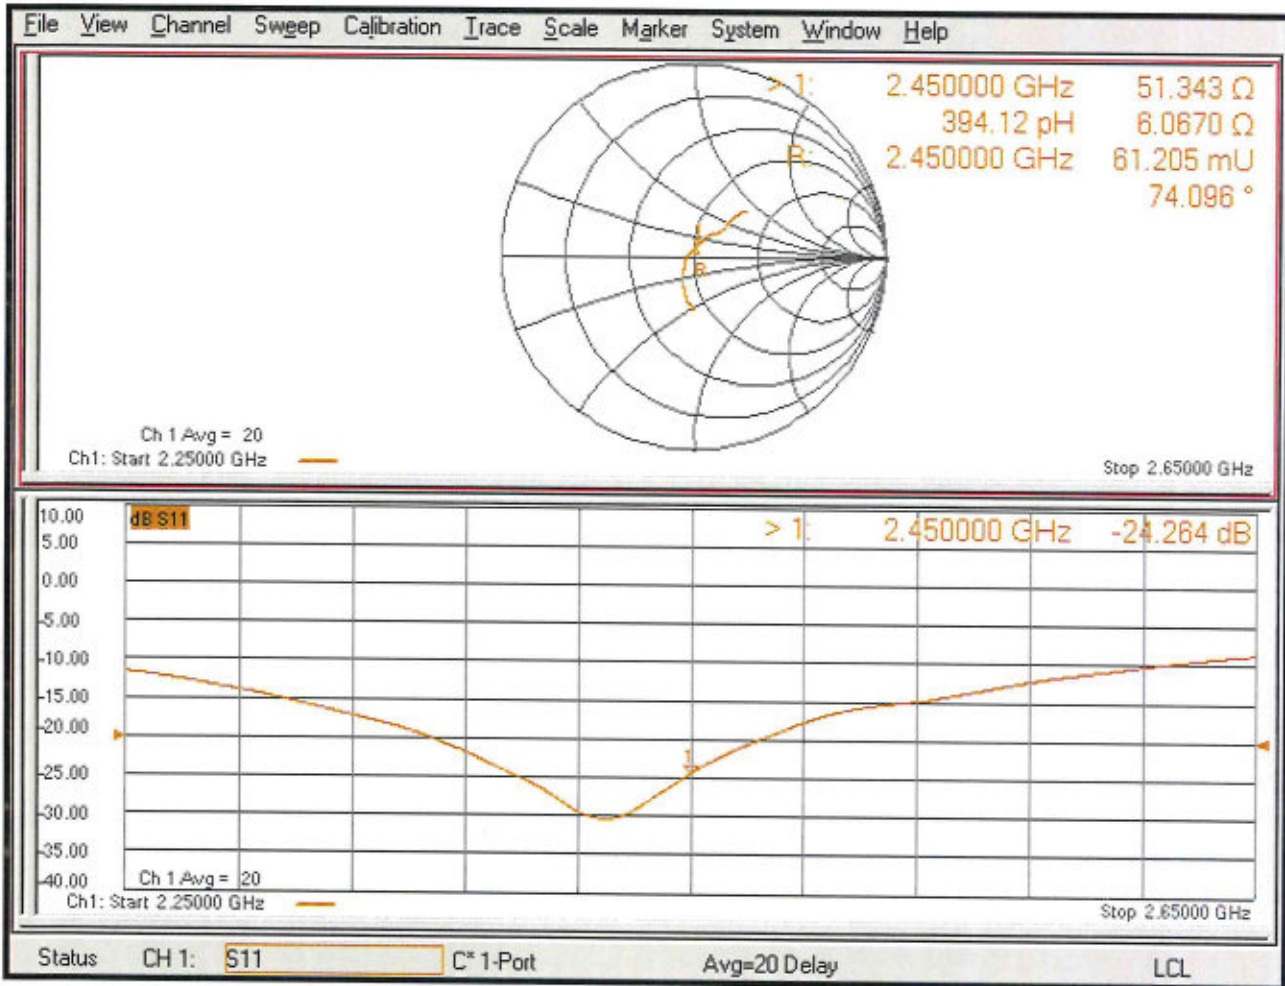 File View Channel Sweep Calibration Trace Scale Marker System Window Help
> 1: 2.450000 GHz 51.343 Ω
394.12 pH 6.0670 Ω
R: 2.450000 GHz 61.205 mU
74.096 °
R
Ch 1 Avg = 20
Ch1: Start 2.25000 GHz
Stop 2.65000 GHz
dB S11
> 1: 2.450000 GHz -24.264 dB
10.00
5.00
0.00
-5.00
-10.00
-15.00
-20.00
-25.00
-30.00
-35.00
-40.00
1
Ch 1 Avg = 20
Ch1: Start 2.25000 GHz
Stop 2.65000 GHz
Status CH 1: S11 C* 1-Port Avg=20 Delay LCL